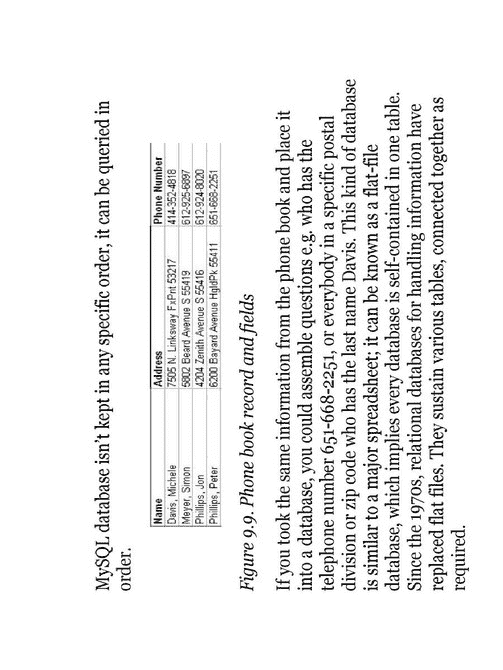 MySQL database isn't kept in any specific order, it can be queried in
order.
Name Address Phone Number
Davis, Michele 7505 N. Linksway FxPnt 53217 414-352-4818
Meyer, Simon 5802 Beard Avenue S 55419 612-925-6897
Phillips, Jon 4204 Zenith Avenue S 55416 612-924-8020
Phillips, Peter 6200 Bayard Avenue HgldPk 55411 651-668-2251
Figure 9.9. Phone book record and fields
If you took the same information from the phone book and place it
into a database, you could assemble questions e.g, who has the
telephone number 651-668-2251, or everybody in a specific postal
division or zip code who has the last name Davis. This kind of database
is similar to a major spreadsheet; it can be known as a flat-file
database, which implies every database is self-contained in one table.
Since the 1970s, relational databases for handling information have
replaced flat files. They sustain various tables, connected together as
required.